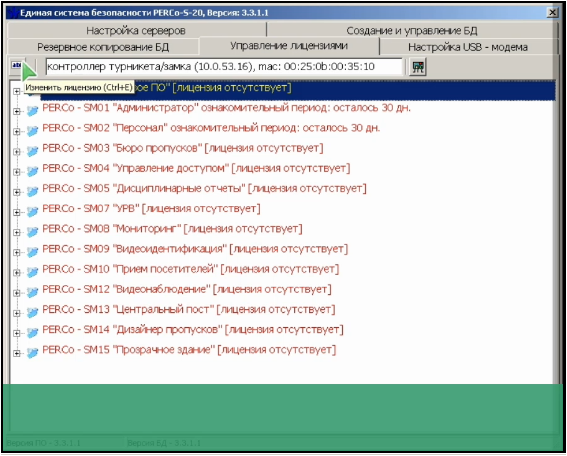 Единая система безопасности PERCo-S-20, Версия: 3.3.1.1
Настройка серверов
Создание и управление БД
Резервное копирование БД
Управление лицензиями
Настройка USB - модема
контроллер турникета/замка (10.0.53.16), mac: 00:25:0b:00:35:10
Изменить лицензию (Ctrl+E)
ое ПО" [лицензия отсутствует]
PERCo - SM01 "Администратор" ознакомительный период: осталось 30 дн.
PERCo - SM02 "Персонал" ознакомительный период: осталось 30 дн.
PERCo - SM03 "Бюро пропусков" [лицензия отсутствует]
PERCo - SM04 "Управление доступом" [лицензия отсутствует]
PERCo - SM05 "Дисциплинарные отчеты" [лицензия отсутствует]
PERCo - SM07 "УРВ" [лицензия отсутствует]
PERCo - SM08 "Мониторинг" [лицензия отсутствует]
PERCo - SM09 "Видеоидентификация" [лицензия отсутствует]
PERCo - SM10 "Прием посетителей" [лицензия отсутствует]
PERCo - SM12 "Видеонаблюдение" [лицензия отсутствует]
PERCo - SM13 "Центральный пост" [лицензия отсутствует]
PERCo - SM14 "Дизайнер пропусков" [лицензия отсутствует]
PERCo - SM15 "Прозрачное здание" [лицензия отсутствует]
Версия ПО - 3.3.1.1
Версия БД - 2.3.1.1